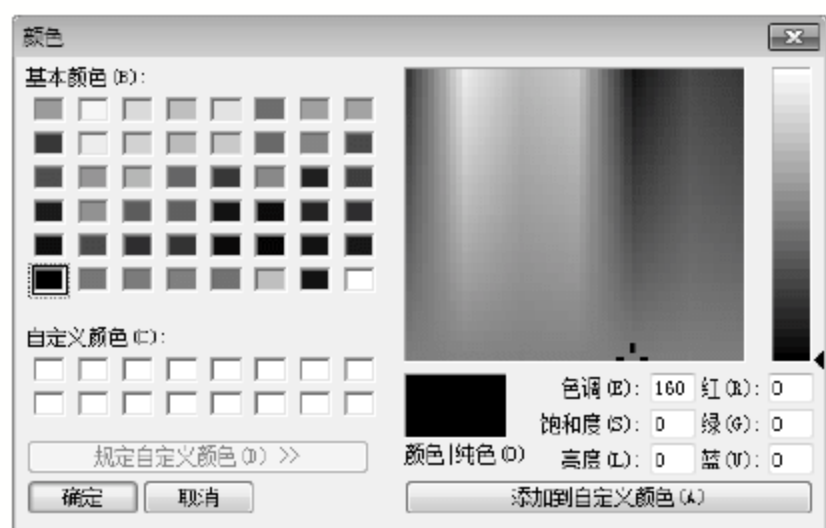 颜色
基本颜色(B):
自定义颜色(C):
规定自定义颜色(D) >>
确定 取消
色调(E): 160 红(R): 0
饱和度(S): 0 绿(G): 0
颜色|纯色(O) 亮度(L): 0 蓝(U): 0
添加到自定义颜色(A)